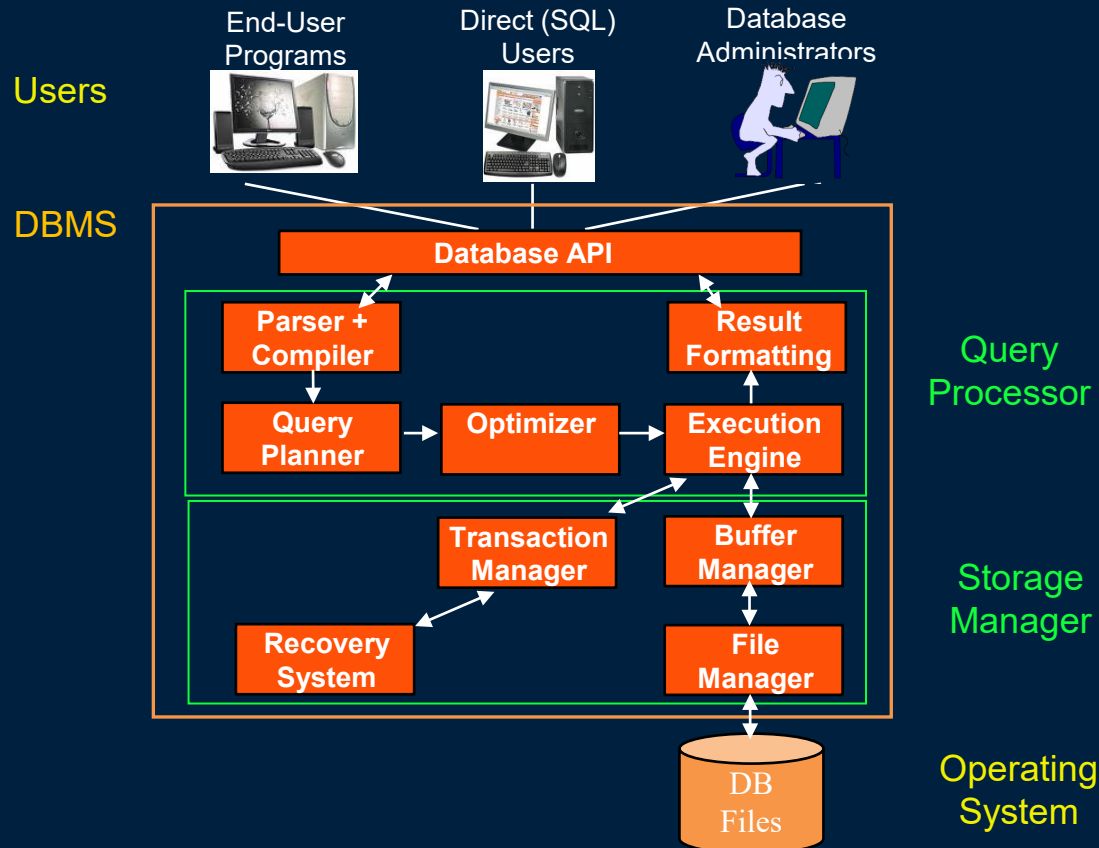 End-User
Programs
Direct (SQL)
Users
Database
Administrators
Users
DBMS
Database API
Parser +
Compiler
Result
Formatting
Query
Processor
Query
Planner
Optimizer
Execution
Engine
Transaction
Manager
Buffer
Manager
Storage
Manager
Recovery
System
File
Manager
DB
Files
Operating
System